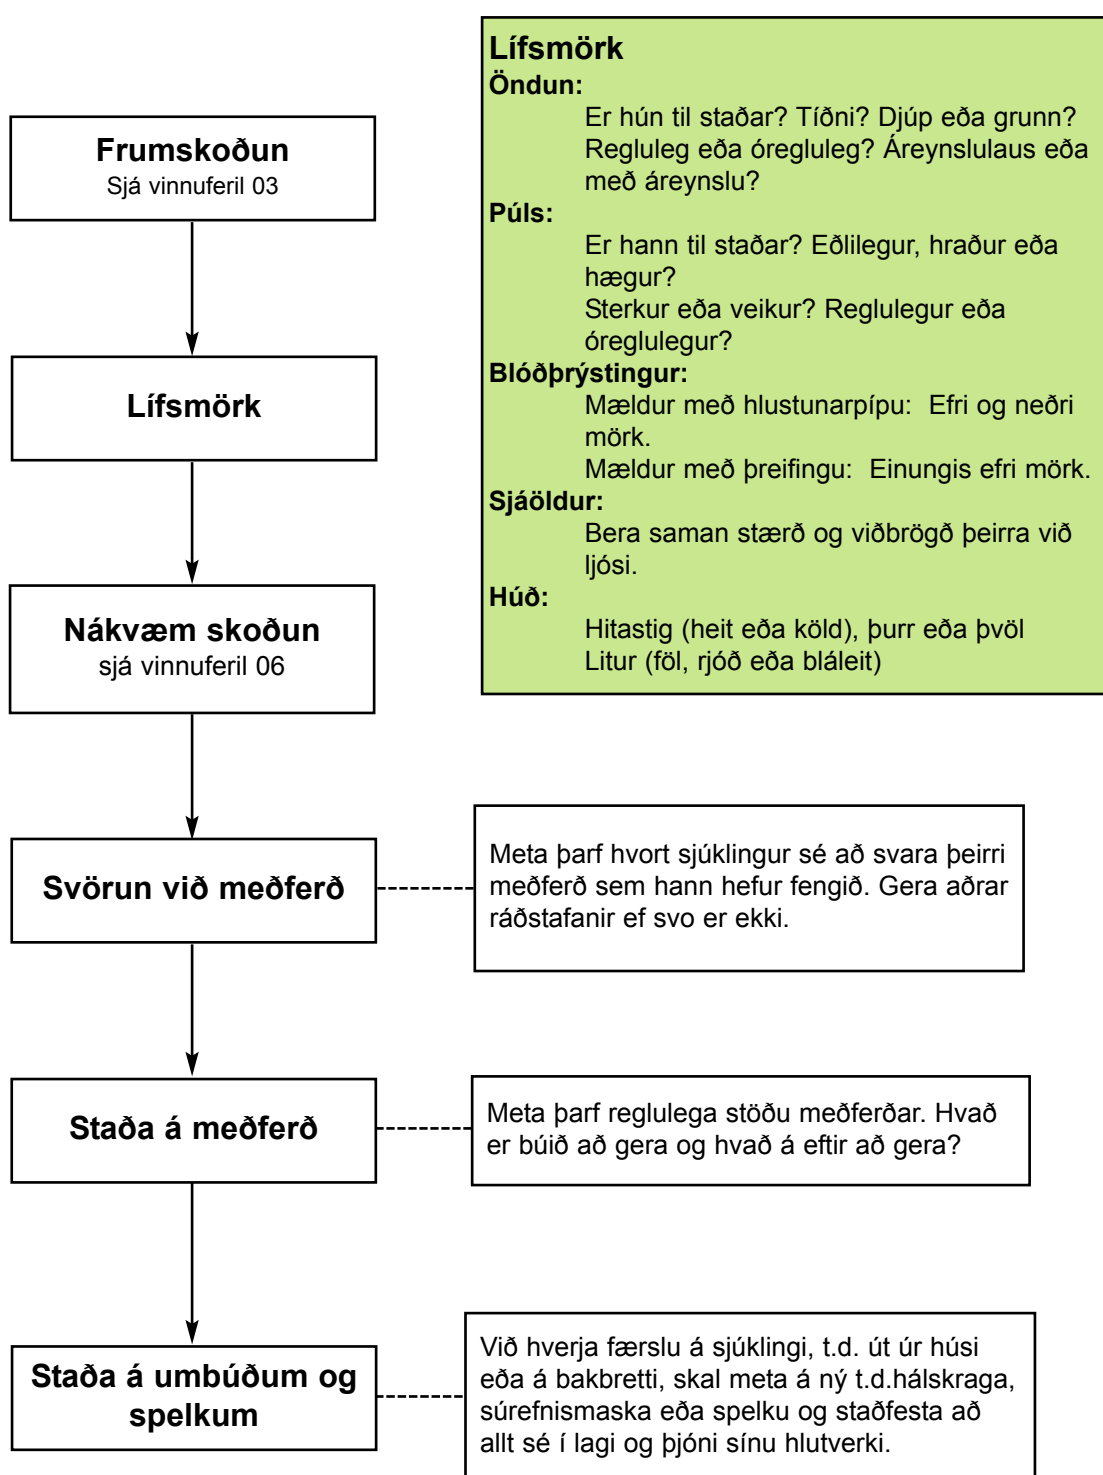 Lífsmörk
Öndun:
Er hún til staðar? Tíðni? Djúp eða grunn?
Regluleg eða óregluleg? Áreynslulaus eða
með áreynslu?
Púls:
Er hann til staðar? Eðlilegur, hraður eða
hægur?
Sterkur eða veikur? Reglulegur eða
óreglulegur?
Blóðþrýstingur:
Mældur með hlustunarpípu:  Efri og neðri
mörk.
Mældur með þreifingu:  Einungis efri mörk.
Sjáöldur:
Bera saman stærð og viðbrögð þeirra við
ljósi.
Húð:
Hitastig (heit eða köld), þurr eða þvöl
Litur (föl, rjóð eða bláleit)
Frumskoðun
Sjá vinnuferil 03
Lífsmörk
Nákvæm skoðun
sjá vinnuferil 06
Svörun við meðferð
Meta þarf hvort sjúklingur sé að svara þeirri
meðferð sem hann hefur fengið. Gera aðrar
ráðstafanir ef svo er ekki.
Staða á meðferð
Meta þarf reglulega stöðu meðferðar. Hvað
er búið að gera og hvað á eftir að gera?
Staða á umbúðum og
spelkum
Við hverja færslu á sjúklingi, t.d. út úr húsi
eða á bakbretti, skal meta á ný t.d.hálskraga,
súrefnismaska eða spelku og staðfesta að
allt sé í lagi og þjóni sínu hlutverki.